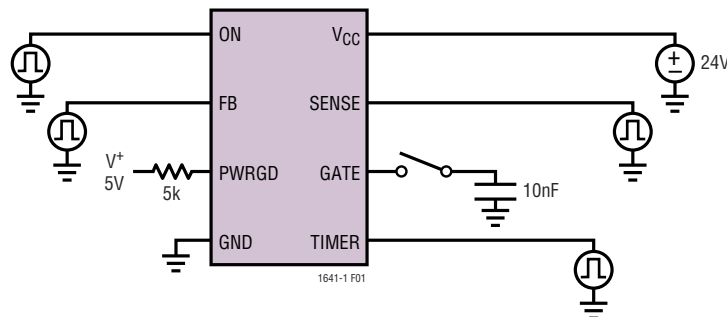 ON
VCC
24V
FB
SENSE
V+
5V
5k
PWRGD
GATE
10nF
GND
TIMER
1641-1 F01